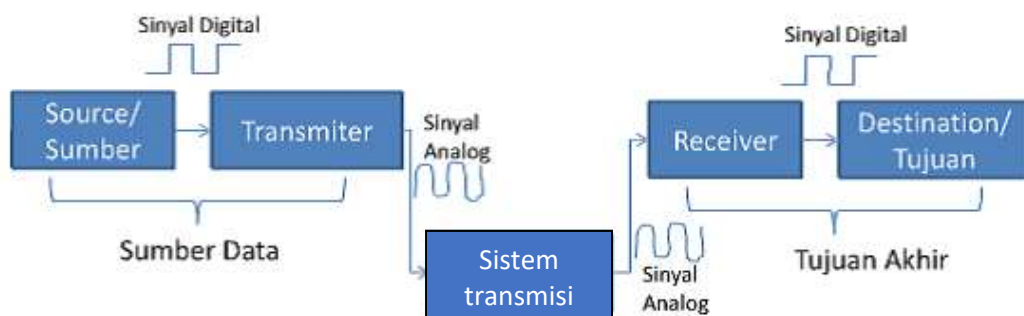 Sinyal Digital
Source/
Sumber
Transmiter
Sinyal
Analog
Sumber Data
Sistem
transmisi
Sinyal
Analog
Sinyal Digital
Receiver
Destination/
Tujuan
Tujuan Akhir